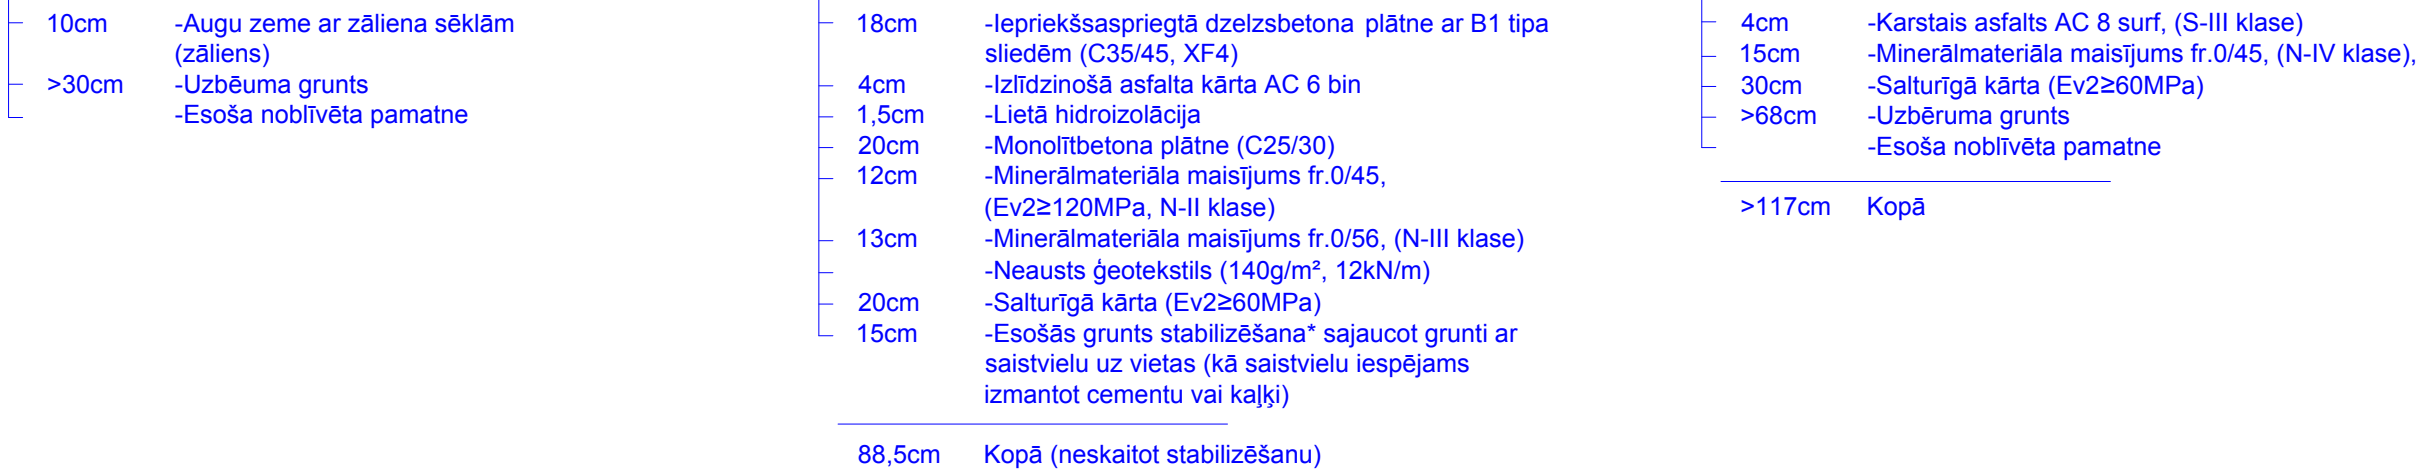 10cm -Augu zeme ar zāliena sēklām
(zāliens)
>30cm -Uzbēuma grunts
-Esoša noblīvēta pamatne
18cm -Iepriekšsaspriegtā dzelzsbetona plātne ar B1 tipa
sliedēm (C35/45, XF4)
4cm -Izlīdzinošā asfalta kārta AC 6 bin
1,5cm -Lietā hidroizolācija
20cm -Monolītbetona plātne (C25/30)
12cm -Minerālmateriāla maisījums fr.0/45,
(Ev2≥120MPa, N-II klase)
13cm -Minerālmateriāla maisījums fr.0/56, (N-III klase)
-Neausts ģeotekstils (140g/m², 12kN/m)
20cm -Salturīgā kārta (Ev2≥60MPa)
15cm -Esošās grunts stabilizēšana* sajaucot grunti ar
saistvielu uz vietas (kā saistvielu iespējams
izmantot cementu vai kaļķi)
88,5cm Kopā (neskaitot stabilizēšanu)
4cm -Karstais asfalts AC 8 surf, (S-III klase)
15cm -Minerālmateriāla maisījums fr.0/45, (N-IV klase),
30cm -Salturīgā kārta (Ev2≥60MPa)
>68cm -Uzbēruma grunts
-Esoša noblīvēta pamatne
>117cm Kopā